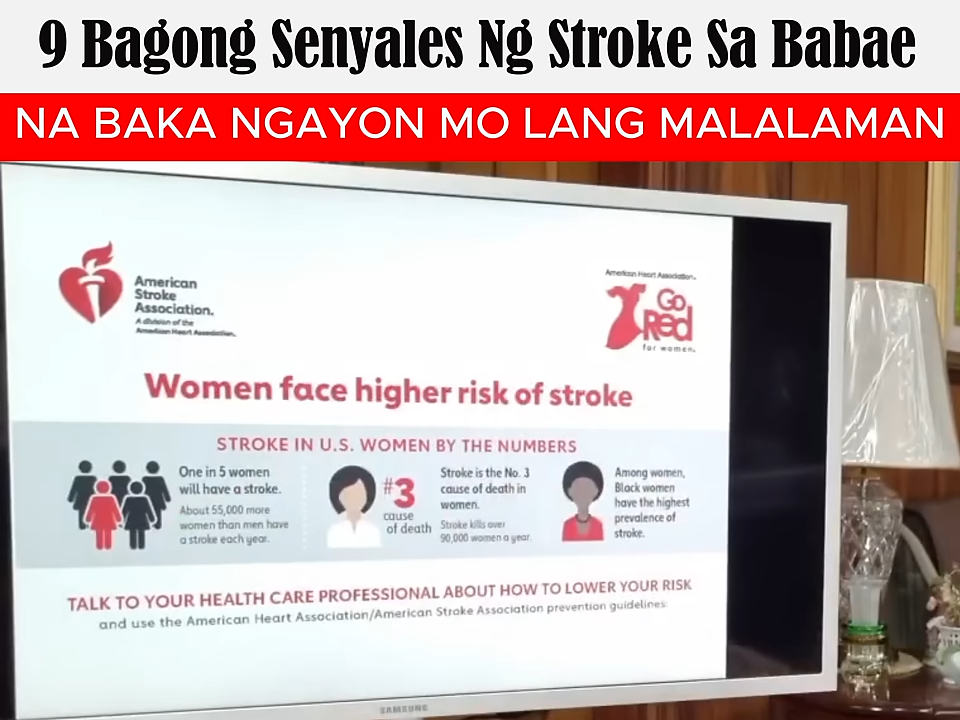 9 Bagong Senyales Ng Stroke Sa Babae
NA BAKA NGAYON MO LANG MALALAMAN
American
Stroke
Association.
A division of the
American Heart Association.
American Heart Association.
Go
Red
for women.
Women face higher risk of stroke
STROKE IN U.S. WOMEN BY THE NUMBERS
One in 5 women
will have a stroke.
About 55,000 more
women than men have
a stroke each year.
#3
cause
of death
Stroke is the No. 3
cause of death in
women.
Stroke kills over
90,000 women a year.
Among women,
Black women
have the highest
prevalence of
stroke.
TALK TO YOUR HEALTH CARE PROFESSIONAL ABOUT HOW TO LOWER YOUR RISK
and use the American Heart Association/American Stroke Association prevention guidelines:
SAMSUNG